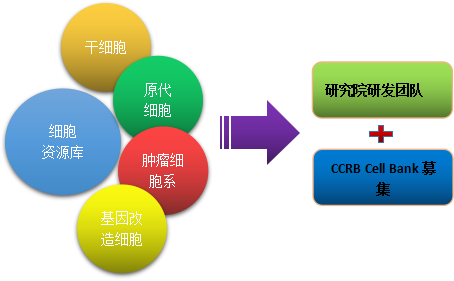 干细胞
原代
细胞
细胞
资源库
肿瘤细
胞系
基因改
造细胞
研究院研发团队
CCRB Cell Bank 募
集